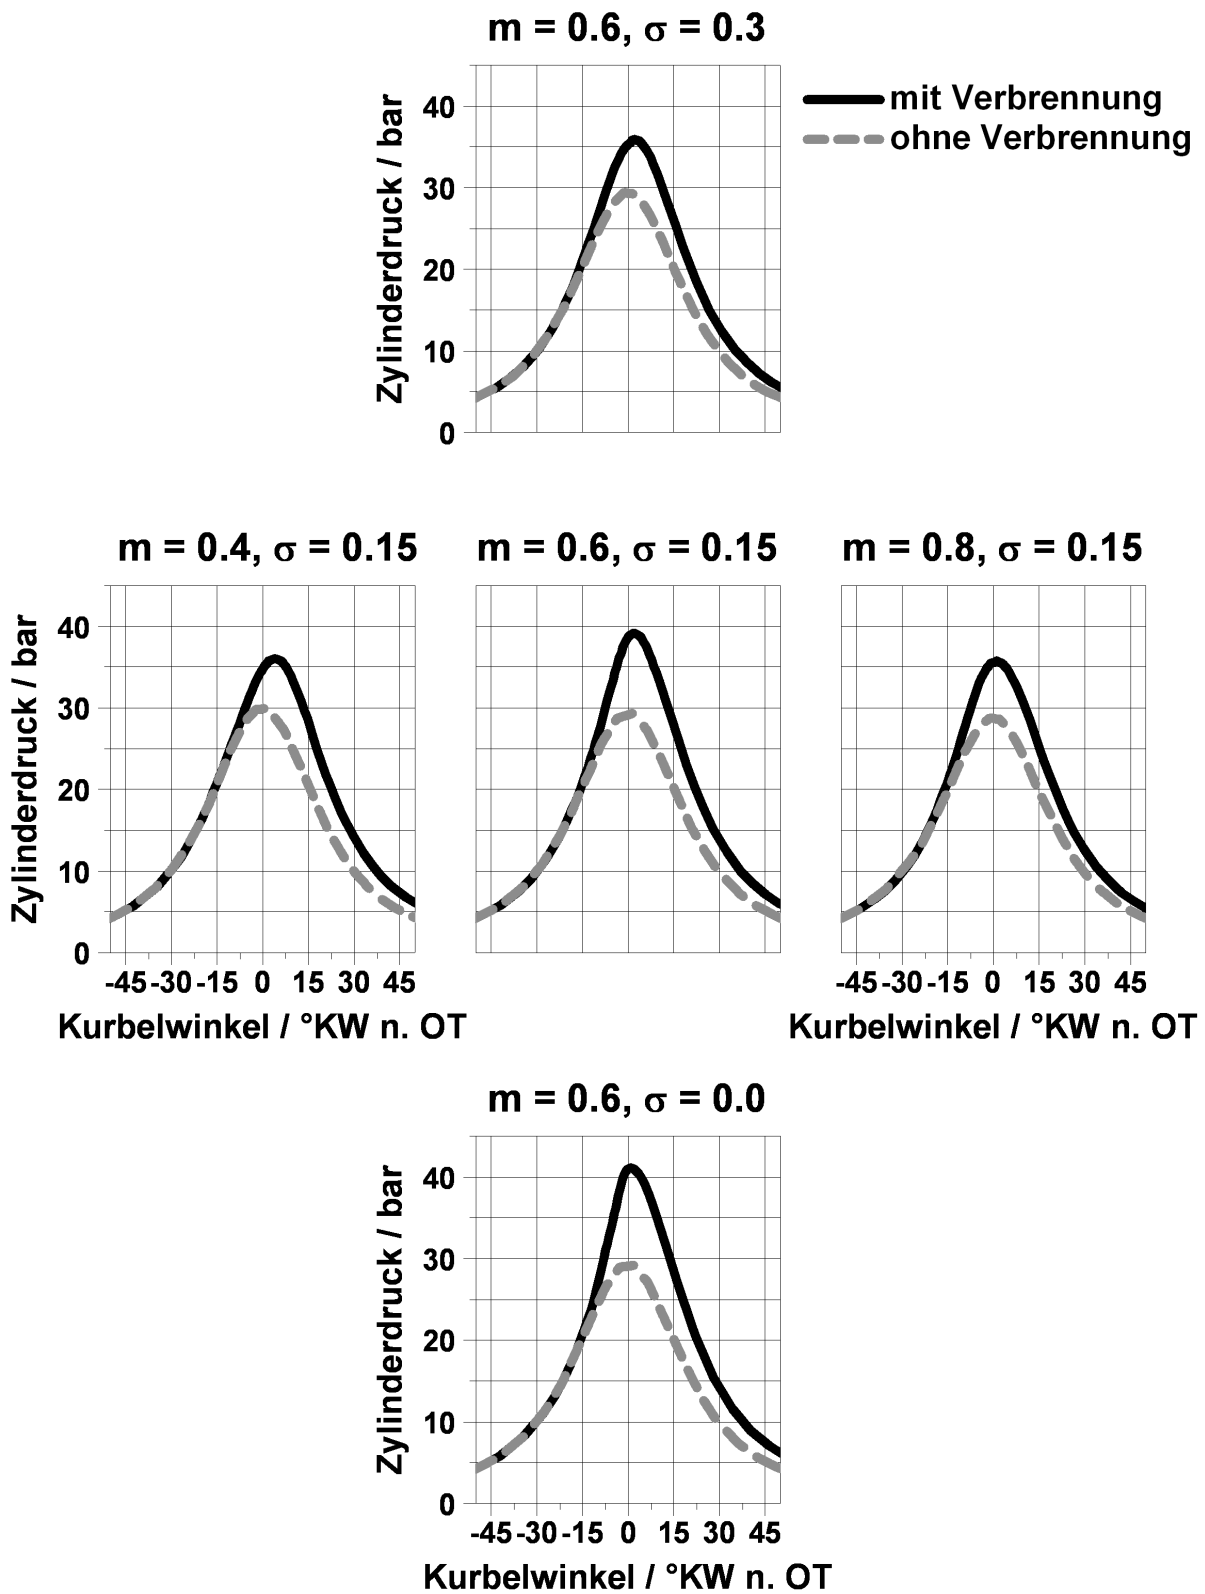 m = 0.6, σ = 0.3
mit Verbrennung
ohne Verbrennung
Zylinderdruck / bar
40
30
20
10
0
m = 0.4, σ = 0.15
m = 0.6, σ = 0.15
m = 0.8, σ = 0.15
Zylinderdruck / bar
40
30
20
10
0
-45 -30 -15 0 15 30 45
-45 -30 -15 0 15 30 45
Kurbelwinkel / °KW n. OT
Kurbelwinkel / °KW n. OT
m = 0.6, σ = 0.0
Zylinderdruck / bar
40
30
20
10
0
-45 -30 -15 0 15 30 45
Kurbelwinkel / °KW n. OT